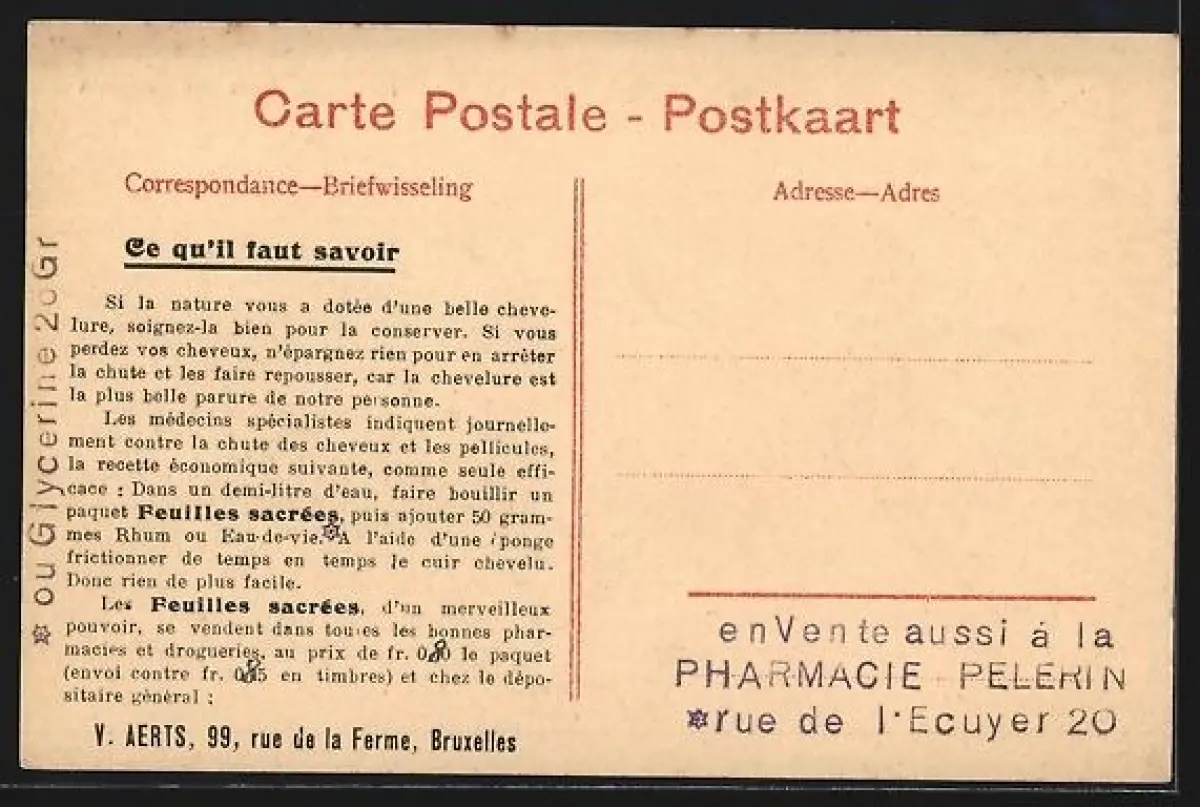 Carte Postale - Postkaart
Correspondance—Briefwisseling
Adresse—Adres
Ce qu'il faut savoir
Si la nature vous a dotée d'une belle cheve-
lure, soignez-la bien pour la conserver. Si vous
perdez vos cheveux, n'épargnez rien pour en arrêter
la chute et les faire repousser, car la chevelure est
la plus belle parure de notre personne.
Les médecins spécialistes indiquent journelle-
ment contre la chute des cheveux et les pellicules,
la recette économique suivante, comme seule effi-
cace : Dans un demi-litre d'eau, faire bouillir un
paquet Feuilles sacrées, puis ajouter 50 gram-
mes Rhum ou Eau-de-vie.✡A l'aide d'une éponge
frictionner de temps en temps le cuir chevelu.
Donc rien de plus facile.
Les Feuilles sacrées, d'un merveilleux
pouvoir, se vendent dans toutes les bonnes phar-
macies et drogueries, au prix de fr. 0,80 le paquet
(envoi contre fr. 0,85 en timbres) et chez le dépo-
sitaire général :
V. AERTS, 99, rue de la Ferme, Bruxelles
✡ ou Glycerine 20Gr
enVente aussi á la
PHARMACIE PELERIN
✡rue de l'Ecuyer 20